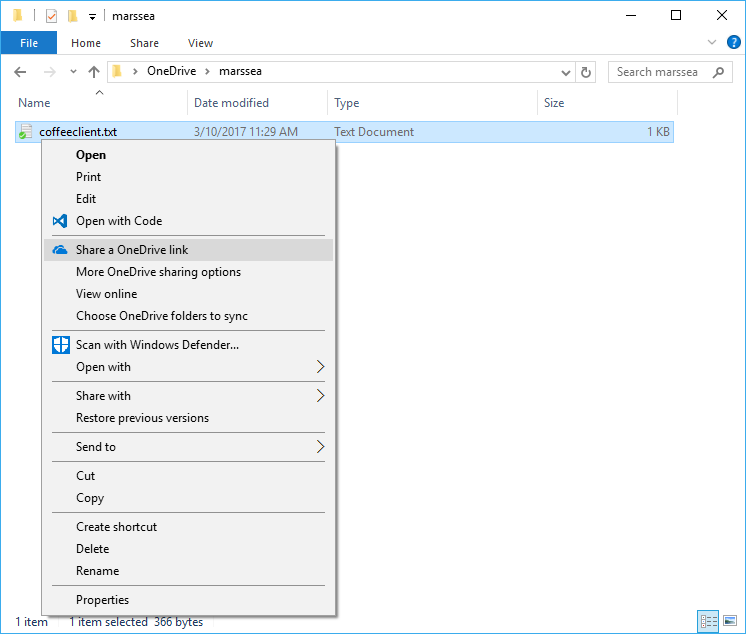 marssea
File Home Share View
OneDrive marssea Search marssea
Name Date modified Type Size
coffeeclient.txt 3/10/2017 11:29 AM Text Document 1 KB
Open
Print
Edit
Open with Code
Share a OneDrive link
More OneDrive sharing options
View online
Choose OneDrive folders to sync
Scan with Windows Defender...
Open with
Share with
Restore previous versions
Send to
Cut
Copy
Create shortcut
Delete
Rename
Properties
1 item 1 item selected 366 bytes